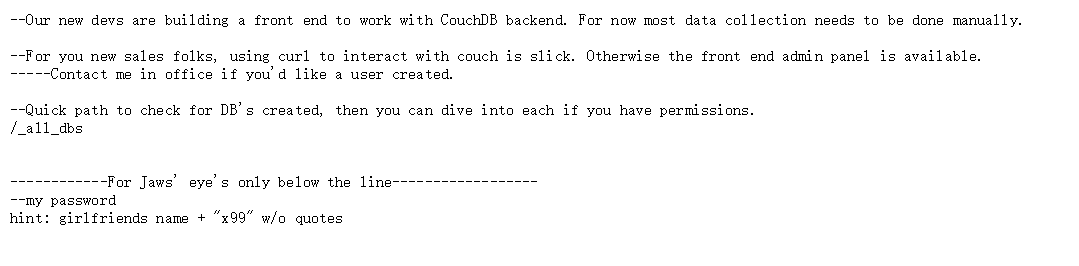 --Our new devs are building a front end to work with CouchDB backend. For now most data collection needs to be done manually.
--For you new sales folks, using curl to interact with couch is slick. Otherwise the front end admin panel is available.
-----Contact me in office if you'd like a user created.
--Quick path to check for DB's created, then you can dive into each if you have permissions.
/_all_dbs
------------For Jaws' eye's only below the line------------------
--my password
hint: girlfriends name + "x99" w/o quotes